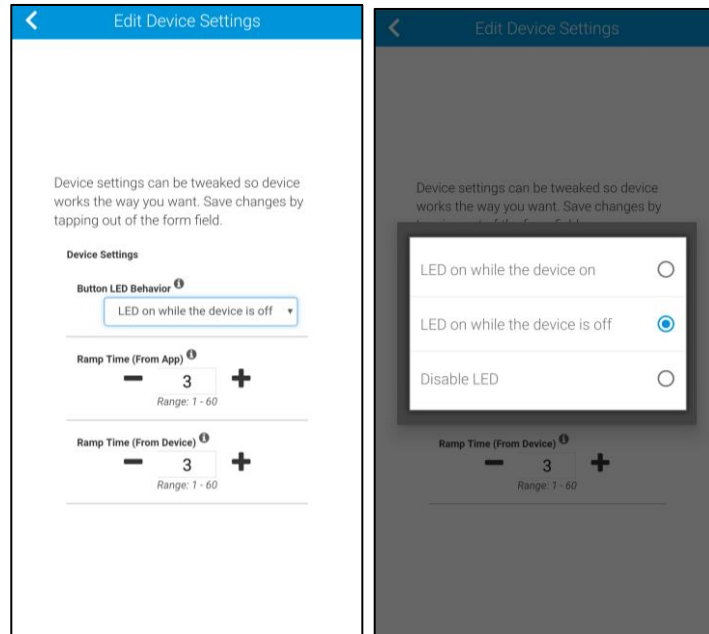 Edit Device Settings
Device settings can be tweaked so device
works the way you want. Save changes by
tapping out of the form field.
Device Settings
Button LED Behavior
LED on while the device is off
Ramp Time (From App)
3
Range: 1 - 60
Ramp Time (From Device)
3
Range: 1 - 60
Edit Device Settings
Device settings can be tweaked so device
works the way you want. Save changes by
LED on while the device on
LED on while the device is off
Disable LED
Ramp Time (From Device)
3
Range: 1 - 60